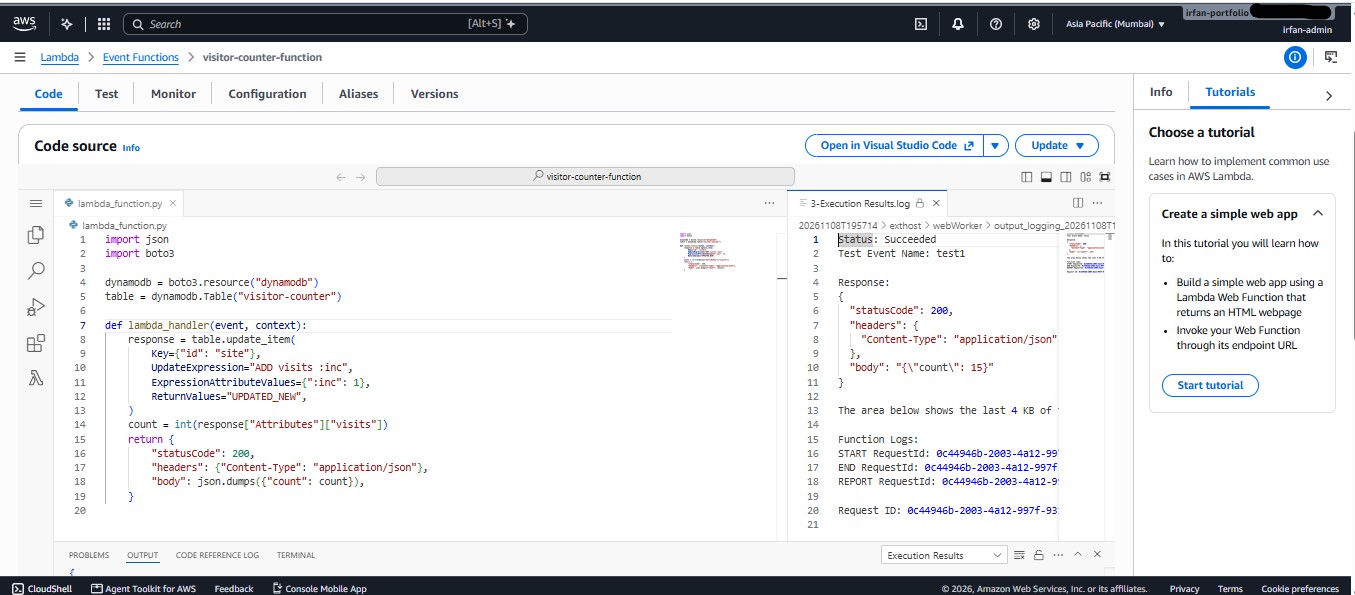 aws
Search
[Alt+S]
Asia Pacific (Mumbai)
irfan-portfolio
irfan-admin
Lambda > Event Functions > visitor-counter-function
Code Test Monitor Configuration Aliases Versions
Code source Info
Open in Visual Studio Code
Update
visitor-counter-function
lambda_function.py
lambda_function.py
1 import json
2 import boto3
3
4 dynamodb = boto3.resource("dynamodb")
5 table = dynamodb.Table("visitor-counter")
6
7 def lambda_handler(event, context):
8     response = table.update_item(
9         Key={"id": "site"},
10         UpdateExpression="ADD visits :inc",
11         ExpressionAttributeValues={":inc": 1},
12         ReturnValues="UPDATED_NEW",
13     )
14     count = int(response["Attributes"]["visits"])
15     return {
16         "statusCode": 200,
17         "headers": {"Content-Type": "application/json"},
18         "body": json.dumps({"count": count}),
19     }
20
3-Execution Results.log
20261108T195714 > exthost > webWorker > output_logging_20261108T1
1 Status: Succeeded
2 Test Event Name: test1
3
4 Response:
5 {
6   "statusCode": 200,
7   "headers": {
8     "Content-Type": "application/json"
9   },
10   "body": "{\"count\": 15}"
11 }
12
13 The area below shows the last 4 KB of
14
15 Function Logs:
16 START RequestId: 0c44946b-2003-4a12-99
17 END RequestId: 0c44946b-2003-4a12-997f
18 REPORT RequestId: 0c44946b-2003-4a12-9
19
20 Request ID: 0c44946b-2003-4a12-997f-93
21
PROBLEMS OUTPUT CODE REFERENCE LOG TERMINAL
Execution Results
{
Info Tutorials
Choose a tutorial
Learn how to implement common use
cases in AWS Lambda.
Create a simple web app
In this tutorial you will learn how
to:
• Build a simple web app using a
Lambda Web Function that
returns an HTML webpage
• Invoke your Web Function
through its endpoint URL
Start tutorial
CloudShell Agent Toolkit for AWS Feedback Console Mobile App
© 2026, Amazon Web Services, Inc. or its affiliates. Privacy Terms Cookie preferences